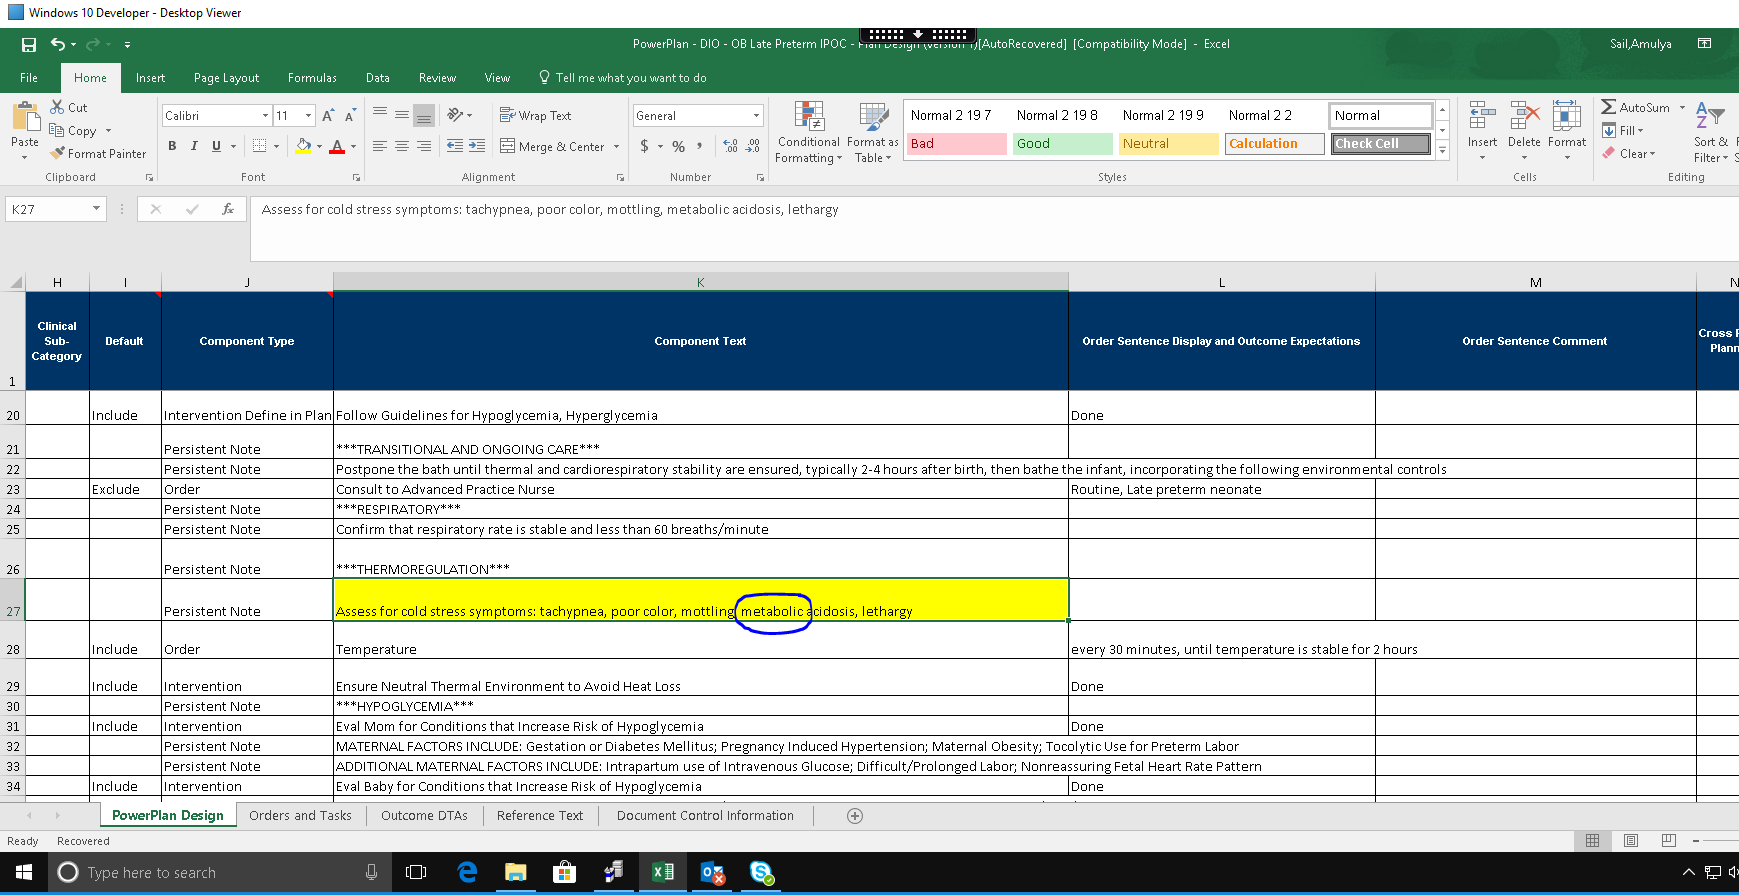 Windows 10 Developer - Desktop Viewer
PowerPlan - DIO - OB Late Preterm IPOC - Plan Design (version 1)[AutoRecovered] [Compatibility Mode] - Excel
Sail,Amulya
File Home Insert Page Layout Formulas Data Review View Tell me what you want to do
Cut
Copy
Format Painter
Paste
Clipboard
Calibri 11
B I U
Font
Wrap Text
Merge & Center
Alignment
General
$ % ,
Number
Conditional Formatting
Format as Table
Normal 2 19 7 Normal 2 19 8 Normal 2 19 9 Normal 2 2 Normal
Bad Good Neutral Calculation Check Cell
Styles
Insert Delete Format
Cells
AutoSum
Fill
Clear
Sort &
Filter
Editing
K27 fx Assess for cold stress symptoms: tachypnea, poor color, mottling, metabolic acidosis, lethargy
H I J K L M N
1 Clinical Sub-Category Default Component Type Component Text Order Sentence Display and Outcome Expectations Order Sentence Comment Cross
20 Include Intervention Define in Plan Follow Guidelines for Hypoglycemia, Hyperglycemia Done
21 Persistent Note ***TRANSITIONAL AND ONGOING CARE***
22 Persistent Note Postpone the bath until thermal and cardiorespiratory stability are ensured, typically 2-4 hours after birth, then bathe the infant, incorporating the following environmental controls
23 Exclude Order Consult to Advanced Practice Nurse Routine, Late preterm neonate
24 Persistent Note ***RESPIRATORY***
25 Persistent Note Confirm that respiratory rate is stable and less than 60 breaths/minute
26 Persistent Note ***THERMOREGULATION***
27 Persistent Note Assess for cold stress symptoms: tachypnea, poor color, mottling, metabolic acidosis, lethargy
28 Include Order Temperature every 30 minutes, until temperature is stable for 2 hours
29 Include Intervention Ensure Neutral Thermal Environment to Avoid Heat Loss Done
30 Persistent Note ***HYPOGLYCEMIA***
31 Include Intervention Eval Mom for Conditions that Increase Risk of Hypoglycemia Done
32 Persistent Note MATERNAL FACTORS INCLUDE: Gestation or Diabetes Mellitus; Pregnancy Induced Hypertension; Maternal Obesity; Tocolytic Use for Preterm Labor
33 Persistent Note ADDITIONAL MATERNAL FACTORS INCLUDE: Intrapartum use of Intravenous Glucose; Difficult/Prolonged Labor; Nonreassuring Fetal Heart Rate Pattern
34 Include Intervention Eval Baby for Conditions that Increase Risk of Hypoglycemia Done
PowerPlan Design Orders and Tasks Outcome DTAs Reference Text Document Control Information
Ready Recovered
Type here to search